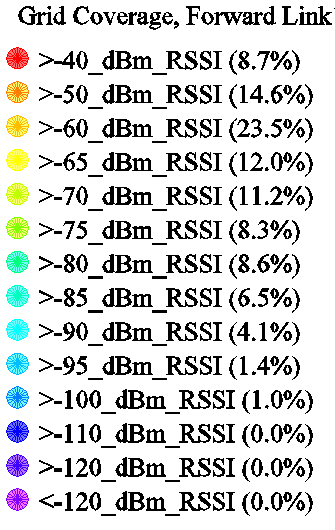 Grid Coverage, Forward Link
>-40_dBm_RSSI (8.7%)
>-50_dBm_RSSI (14.6%)
>-60_dBm_RSSI (23.5%)
>-65_dBm_RSSI (12.0%)
>-70_dBm_RSSI (11.2%)
>-75_dBm_RSSI (8.3%)
>-80_dBm_RSSI (8.6%)
>-85_dBm_RSSI (6.5%)
>-90_dBm_RSSI (4.1%)
>-95_dBm_RSSI (1.4%)
>-100_dBm_RSSI (1.0%)
>-110_dBm_RSSI (0.0%)
>-120_dBm_RSSI (0.0%)
<-120_dBm_RSSI (0.0%)